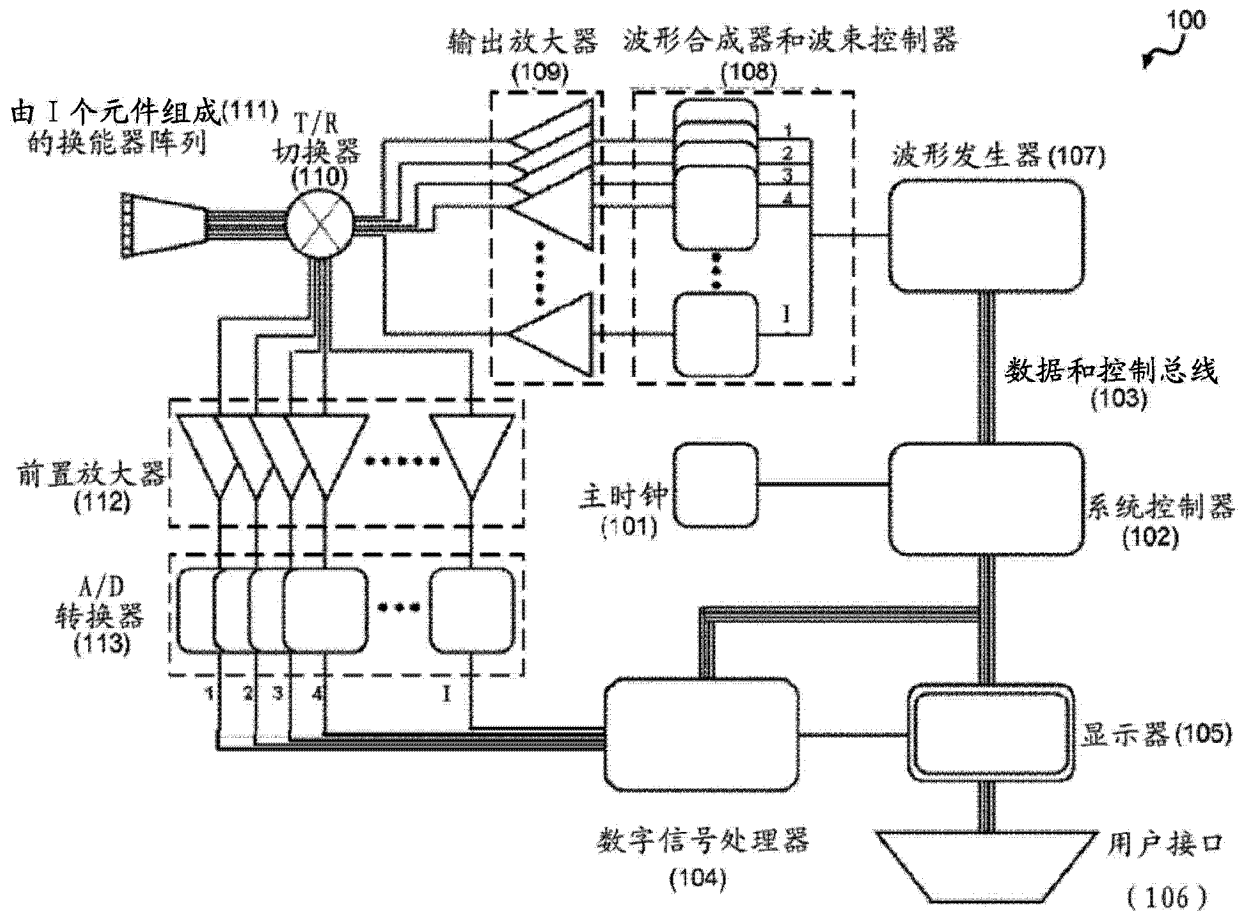 100
输出放大器
(109)
波形合成器和波束控制器
(108)
由 I 个元件组成(111)
的换能器阵列
T/R
切换器
(110)
1
2
3
4
I
波形发生器(107)
数据和控制总线
(103)
前置放大器
(112)
主时钟
(101)
系统控制器
(102)
A/D
转换器
(113)
1
2
3
4
I
显示器(105)
数字信号处理器
(104)
用户接口
(106)